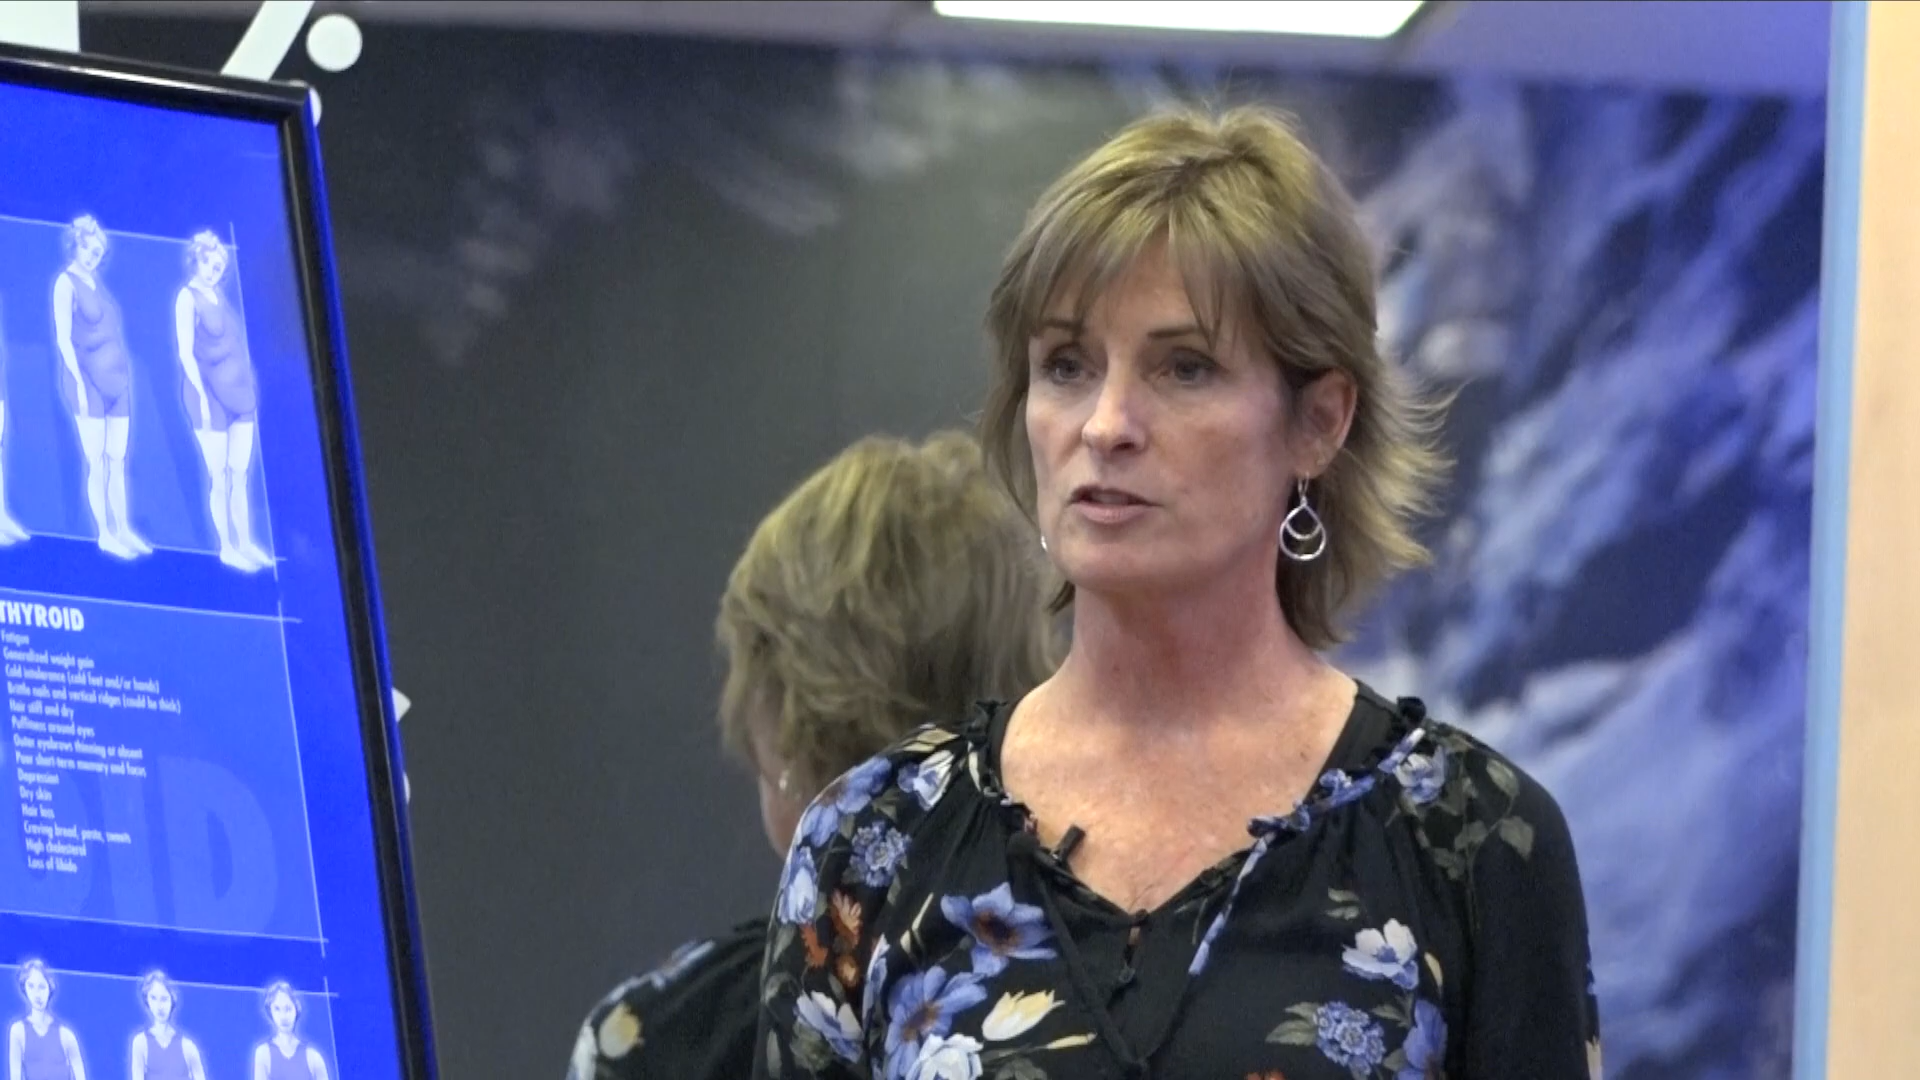 THYROID
Fatigue
Generalized weight gain
Cold intolerance (cold feet and/or hands)
Brittle nails and vertical ridges (could be thick)
Hair stiff and dry
Puffiness around eyes
Outer eyebrows thinning or absent
Poor short-term memory and focus
Depression
Dry skin
Hair loss
Craving bread, pasta, sweets
High cholesterol
Loss of libido